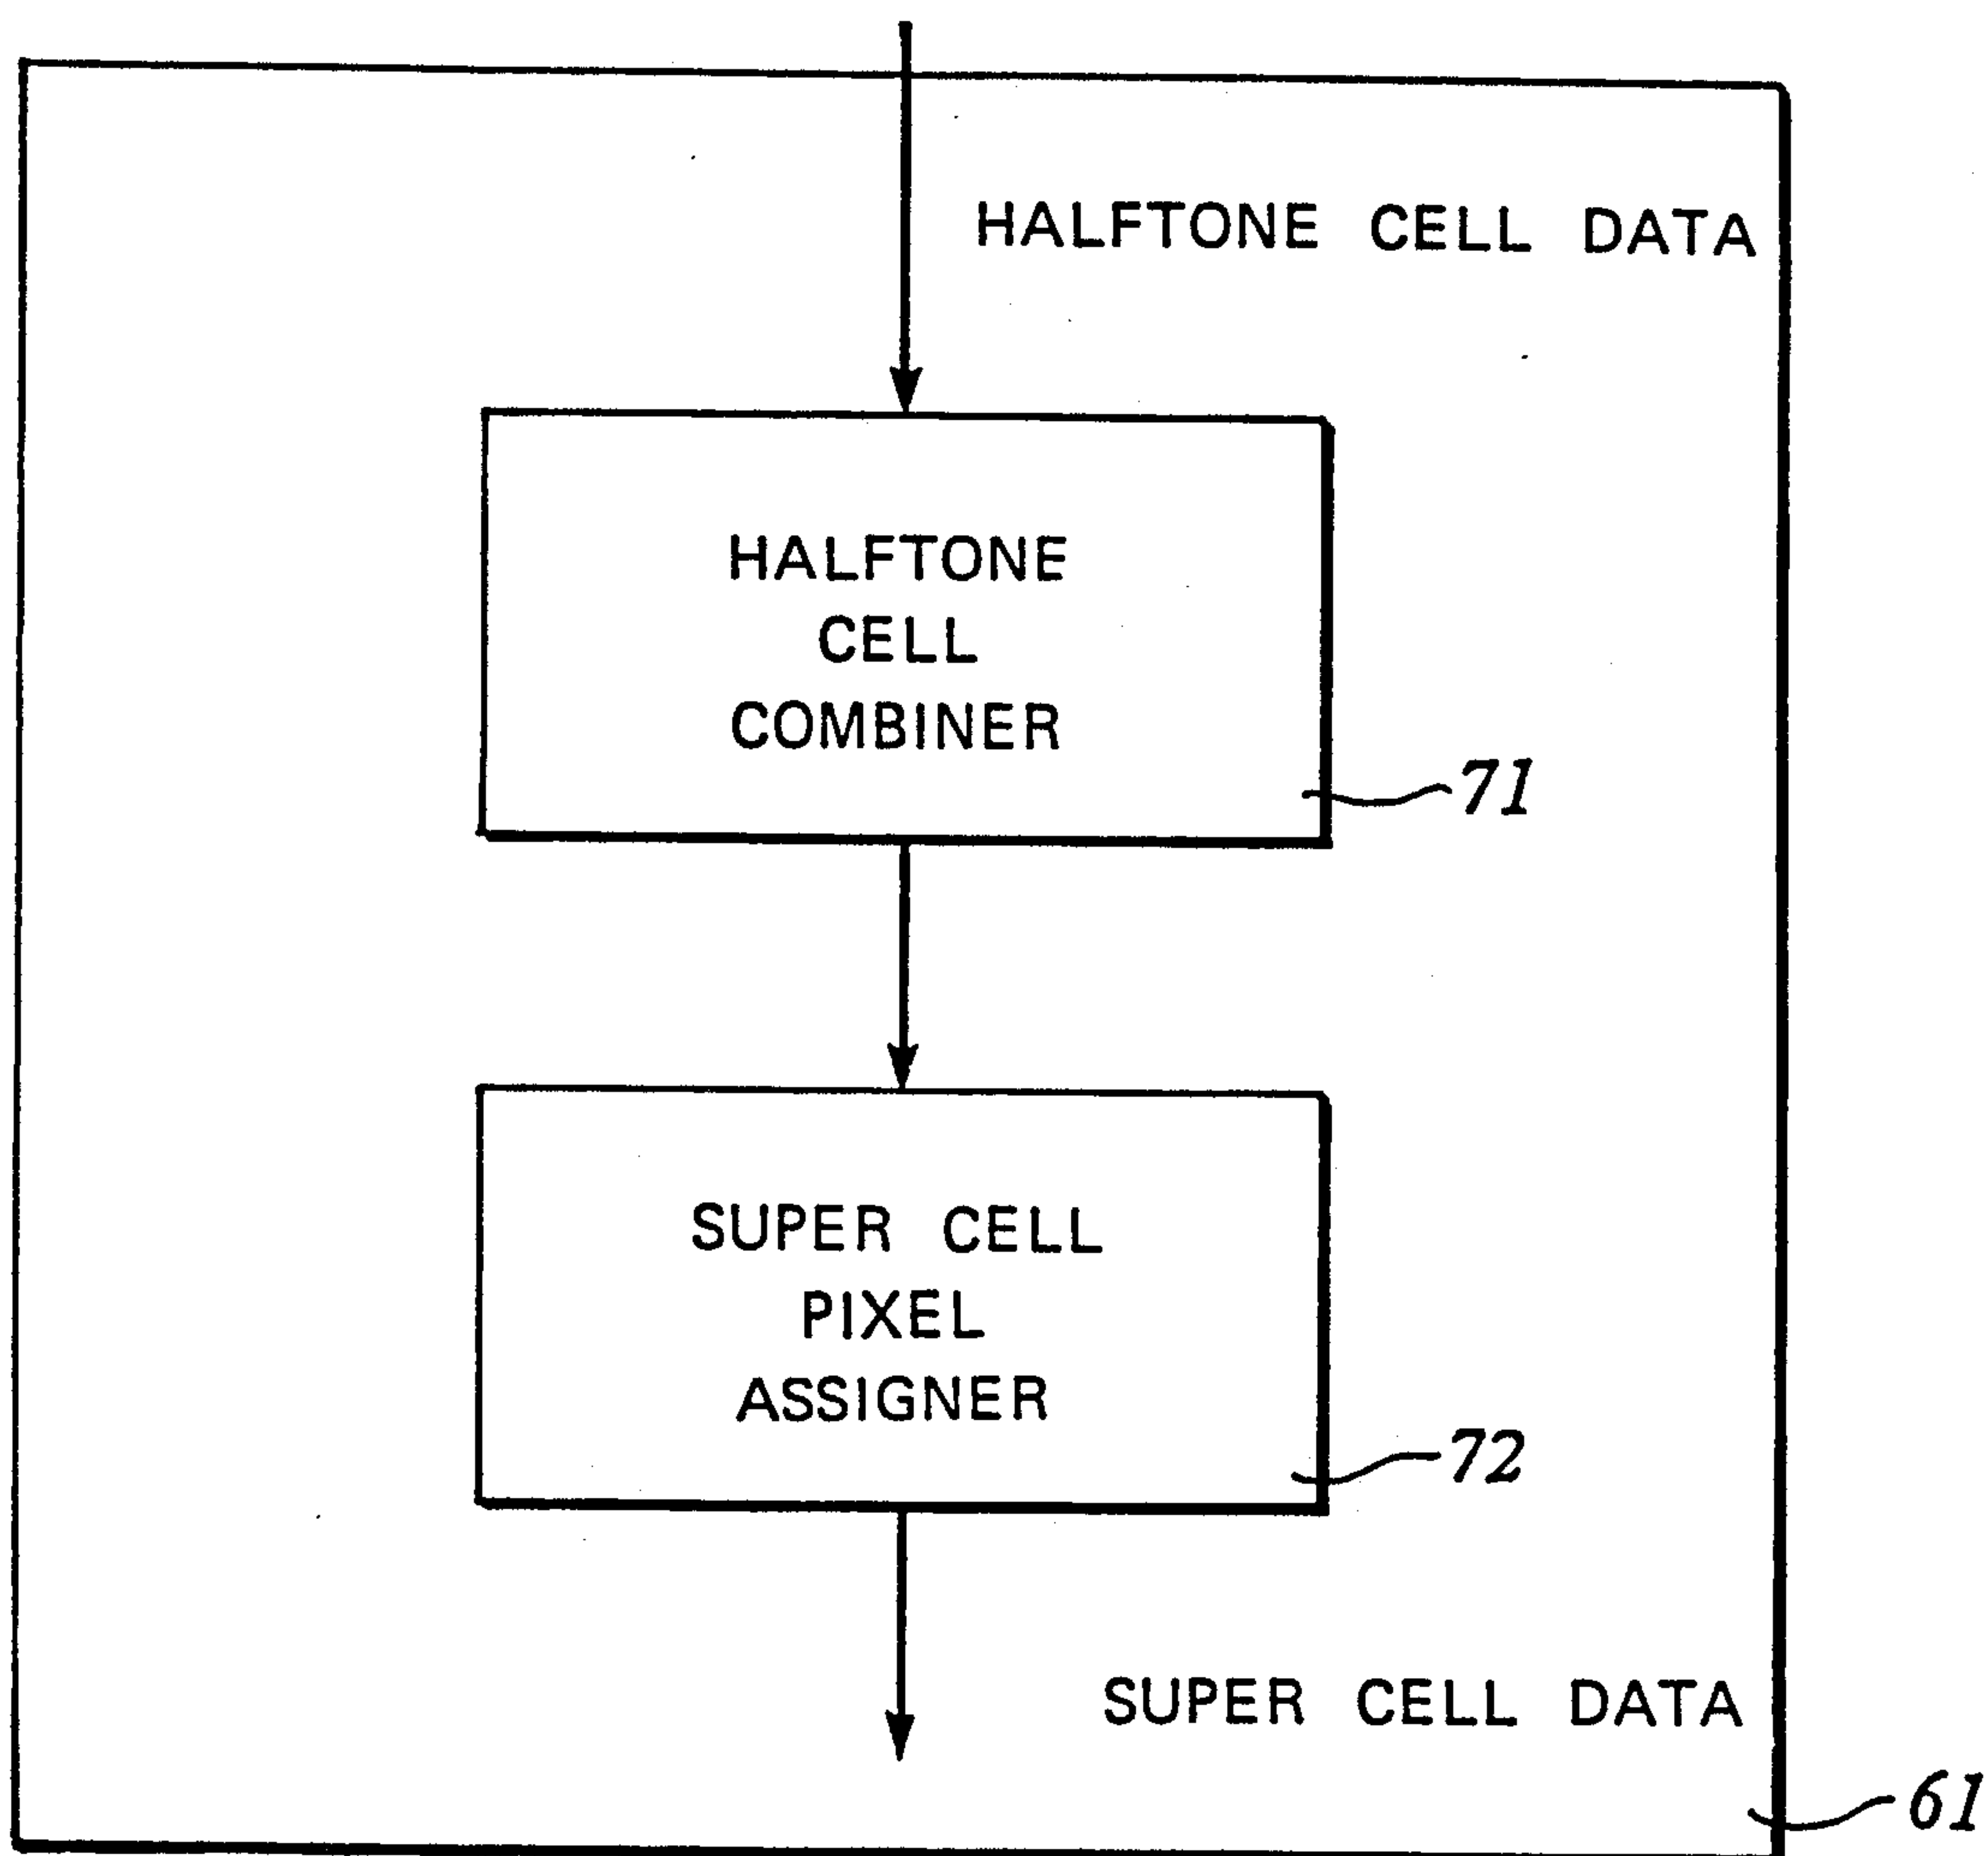 HALFTONE CELL DATA
HALFTONE
CELL
COMBINER
71
SUPER CELL
PIXEL
ASSIGNER
72
SUPER CELL DATA
61